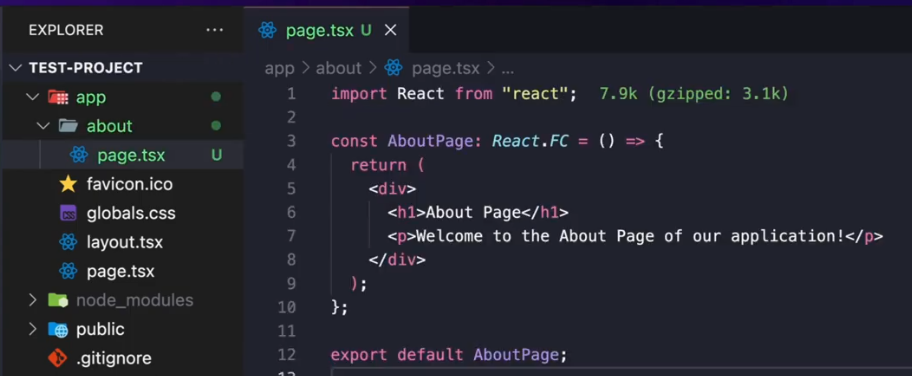 EXPLORER ...
TEST-PROJECT
app
about
page.tsx U
favicon.ico
globals.css
layout.tsx
page.tsx
node_modules
public
.gitignore
page.tsx U
app > about > page.tsx > ...
1 import React from "react"; 7.9k (gzipped: 3.1k)
2
3 const AboutPage: React.FC = () => {
4 return (
5 <div>
6 <h1>About Page</h1>
7 <p>Welcome to the About Page of our application!</p>
8 </div>
9 );
10 };
11
12 export default AboutPage;
13